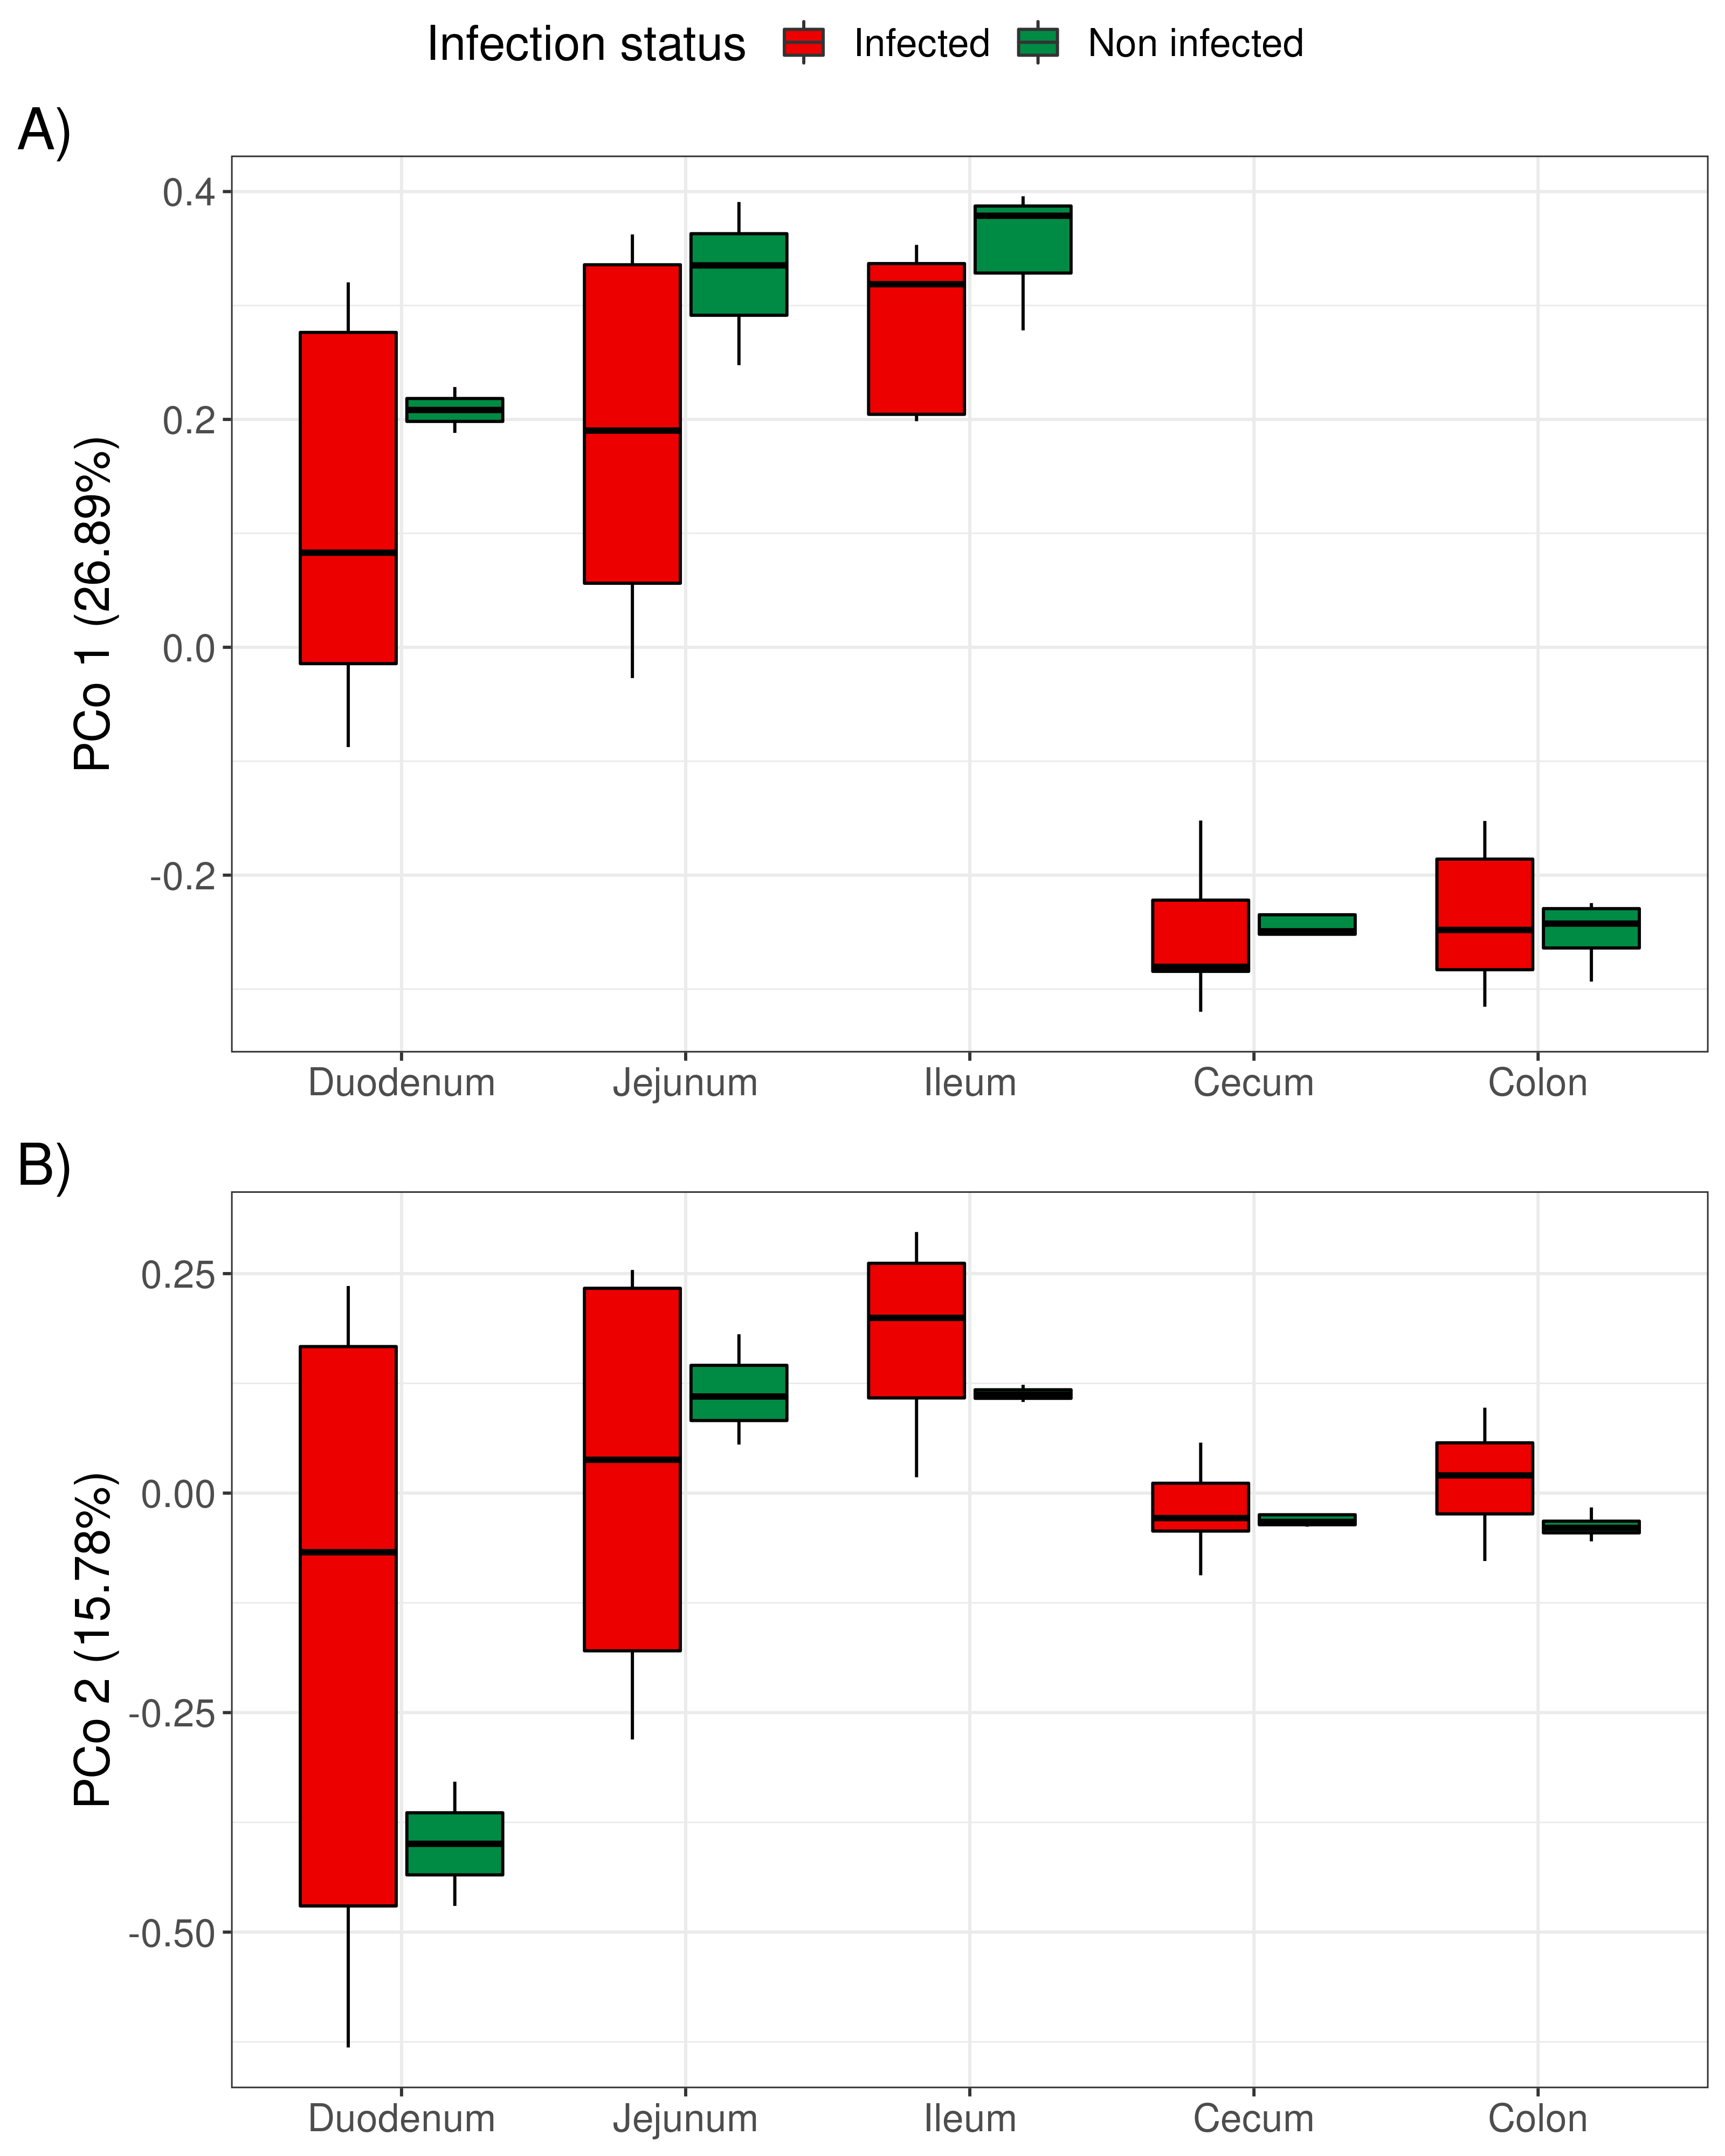 Infection status Infected Non infected
A)
PCo 1 (26.89%)
0.4
0.2
0.0
-0.2
Duodenum Jejunum Ileum Cecum Colon
B)
PCo 2 (15.78%)
0.25
0.00
-0.25
-0.50
Duodenum Jejunum Ileum Cecum Colon